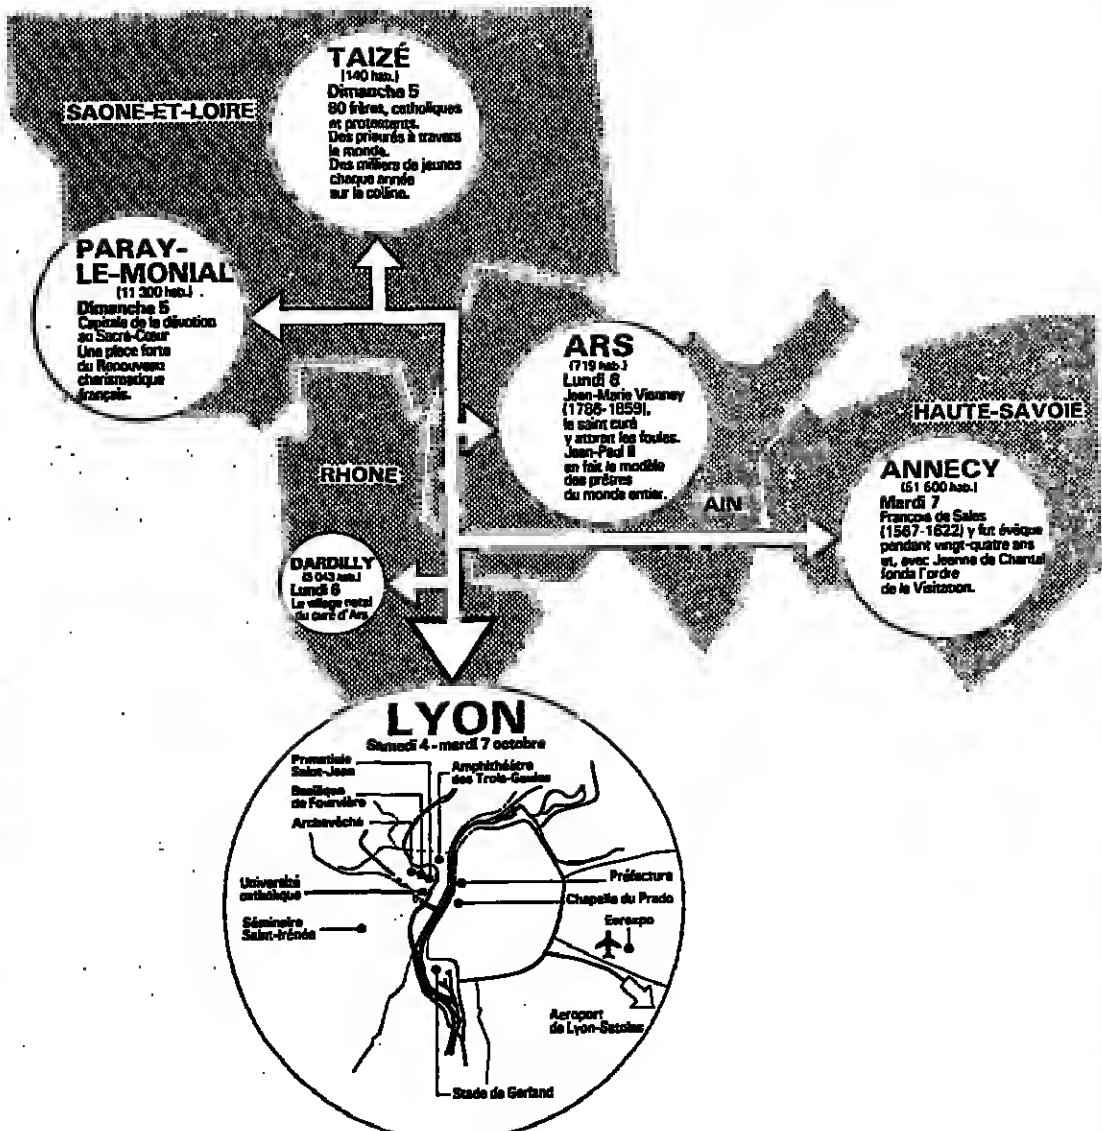 TAIZÉ
(140 hab.)
Dimanche 5
80 frères, catholiques
et protestants.
Des prieurés à travers
le monde.
Des milliers de jeunes
chaque année
sur la colline.
SAONE-ET-LOIRE
PARAY-
LE-MONIAL
(11 300 hab.)
Dimanche 5
Capitale de la dévotion
au Sacré-Cœur
Une place forte
du Renouveau
charismatique
français.
ARS
(719 hab.)
Lundi 6
Jean-Marie Vianney
(1786-1859),
le saint curé
y attirait les foules.
Jean-Paul II
en fait le modèle
des prêtres
du monde entier.
HAUTE-SAVOIE
RHONE
AIN
ANNECY
(51 600 hab.)
Mardi 7
François de Sales
(1567-1622) y fut évêque
pendant vingt-quatre ans
et, avec Jeanne de Chantal
fonda l'ordre
de la Visitation.
DARDILLY
(5 043 hab.)
Lundi 6
Le village natal
du curé d'Ars
LYON
Samedi 4 - mardi 7 octobre
Primatiale
Saint-Jean
Amphithéâtre
des Trois-Gaules
Basilique
de Fourvière
Archevêché
Université
catholique
Préfecture
Chapelle du Prado
Séminaire
Saint-Irénée
Eurexpo
Aéroport
de Lyon-Satolas
Stade de Gerland